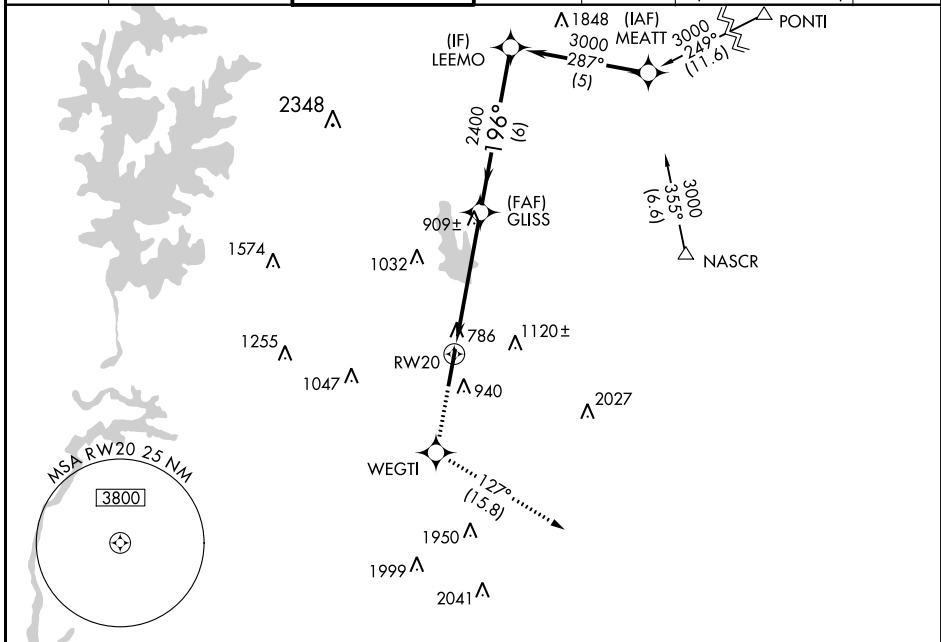 1848
(IAF)
MEATT
3000
249°
(11.6)
PONTI
(IF)
LEEMO
3000
287°
(5)
2348
2400
196°
(6)
3000
355°
(6.6)
(FAF)
GLISS
909±
NASCR
1574
1032
786
1120±
1255
RW20
1047
940
2027
WEGTI
127°
(15.8)
MSA RW20 25 NM
3800
1950
1999
2041